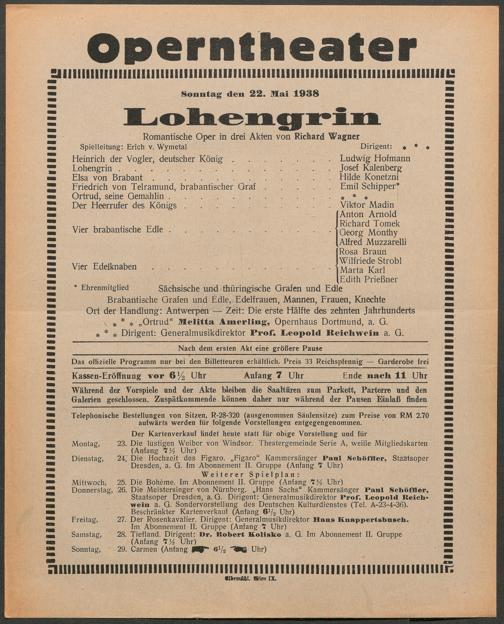 Operntheater
Sonntag den 22. Mai 1938
Lohengrin
Romantische Oper in drei Akten von Richard Wagner
Spielleitung: Erich v. Wymetal Dirigent: * * *
Heinrich der Vogler, deutscher König . . . . . . Ludwig Hofmann
Lohengrin . . . . . . Josef Kalenberg
Elsa von Brabant . . . . . . Hilde Konetzni
Friedrich von Telramund, brabantischer Graf . . . . . . Emil Schipper*
Ortrud, seine Gemahlin . . . . . . * * *
Der Heerrufer des Königs . . . . . . Viktor Madin
Vier brabantische Edle . . . . . . Anton Arnold
Richard Tomek
Georg Monthy
Alfred Muzzarelli
Vier Edelknaben . . . . . . Rosa Braun
Wilfriede Strobl
Marta Karl
Edith Prießner
* Ehrenmitglied Sächsische und thüringische Grafen und Edle
Brabantische Grafen und Edle, Edelfrauen, Mannen, Frauen, Knechte
Ort der Handlung: Antwerpen — Zeit: Die erste Hälfte des zehnten Jahrhunderts
* * * „Ortrud" Melitta Amerling, Opernhaus Dortmund, a. G.
* * * Dirigent: Generalmusikdirektor Prof. Leopold Reichwein a. G.
Nach dem ersten Akt eine größere Pause
Das offizielle Programm nur bei den Billetteuren erhältlich. Preis 33 Reichspfennig — Garderobe frei
Kassen-Eröffnung vor 6½ Uhr Anfang 7 Uhr Ende nach 11 Uhr
Während der Vorspiele und der Akte bleiben die Saaltüren zum Parkett, Parterre und den
Galerien geschlossen. Zuspätkommende können daher nur während der Pausen Einlaß finden
Telephonische Bestellungen von Sitzen, R-28-320 (ausgenommen Säulensitze) zum Preise von RM 2.70
aufwärts werden für folgende Vorstellungen entgegengenommen.
Der Kartenverkauf findet heute statt für obige Vorstellung und für
Montag, 23. Die lustigen Weiber von Windsor. Theatergemeinde Serie A, weiße Mitgliedskarten
(Anfang 7½ Uhr)
Dienstag, 24. Die Hochzeit des Figaro. „Figaro" Kammersänger Paul Schöffler, Staatsoper
Dresden, a. G. Im Abonnement II. Gruppe (Anfang 7 Uhr)
Weiterer Spielplan:
Mittwoch, 25. Die Bohème. Im Abonnement II. Gruppe (Anfang 7½ Uhr)
Donnerstag, 26. Die Meistersinger von Nürnberg. „Hans Sachs" Kammersänger Paul Schöffler,
Staatsoper Dresden, a. G. Dirigent: Generalmusikdirektor Prof. Leopold Reich-
wein a. G. Sondervorstellung des Deutschen Kulturdienstes (Tel. A-23-4-36).
Beschränkter Kartenverkauf (Anfang 6½ Uhr)
Freitag, 27. Der Rosenkavalier. Dirigent: Generalmusikdirektor Hans Knappertsbusch.
Im Abonnement II. Gruppe (Anfang 7 Uhr)
Samstag, 28. Tiefland. Dirigent: Dr. Robert Kolisko a. G. Im Abonnement II. Gruppe
(Anfang 7½ Uhr)
Sonntag, 29. Carmen (Anfang 6½ Uhr)
Elbemühl, Wien IX.